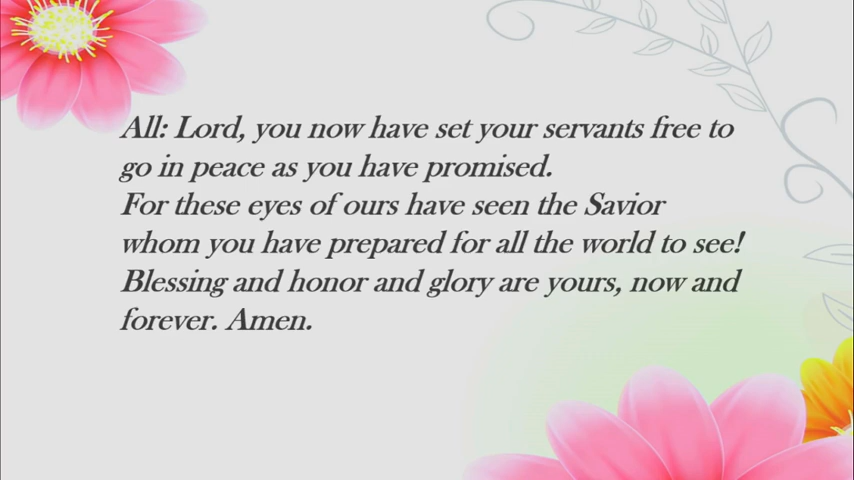 All: Lord, you now have set your servants free to
go in peace as you have promised.
For these eyes of ours have seen the Savior
whom you have prepared for all the world to see!
Blessing and honor and glory are yours, now and
forever. Amen.